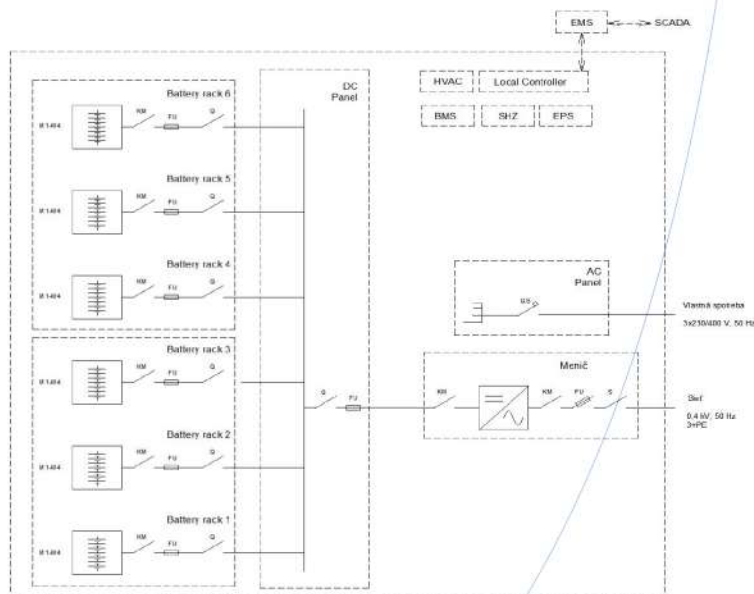 EMS
SCADA
HVAC
Local Controller
BMS
SHZ
EPS
DC
Panel
Battery rack 6
KM
FU
Q
Battery rack 5
KM
FU
Q
Battery rack 4
KM
FU
Q
Battery rack 3
KM
FU
Q
Battery rack 2
KM
FU
Q
Battery rack 1
KM
FU
Q
Q
FU
AC
Panel
Vlastná spotreba
3x230/400 V, 50 Hz
Menič
KM
KM
FU
S
Sieť
0,4 kV, 50 Hz
3+PE